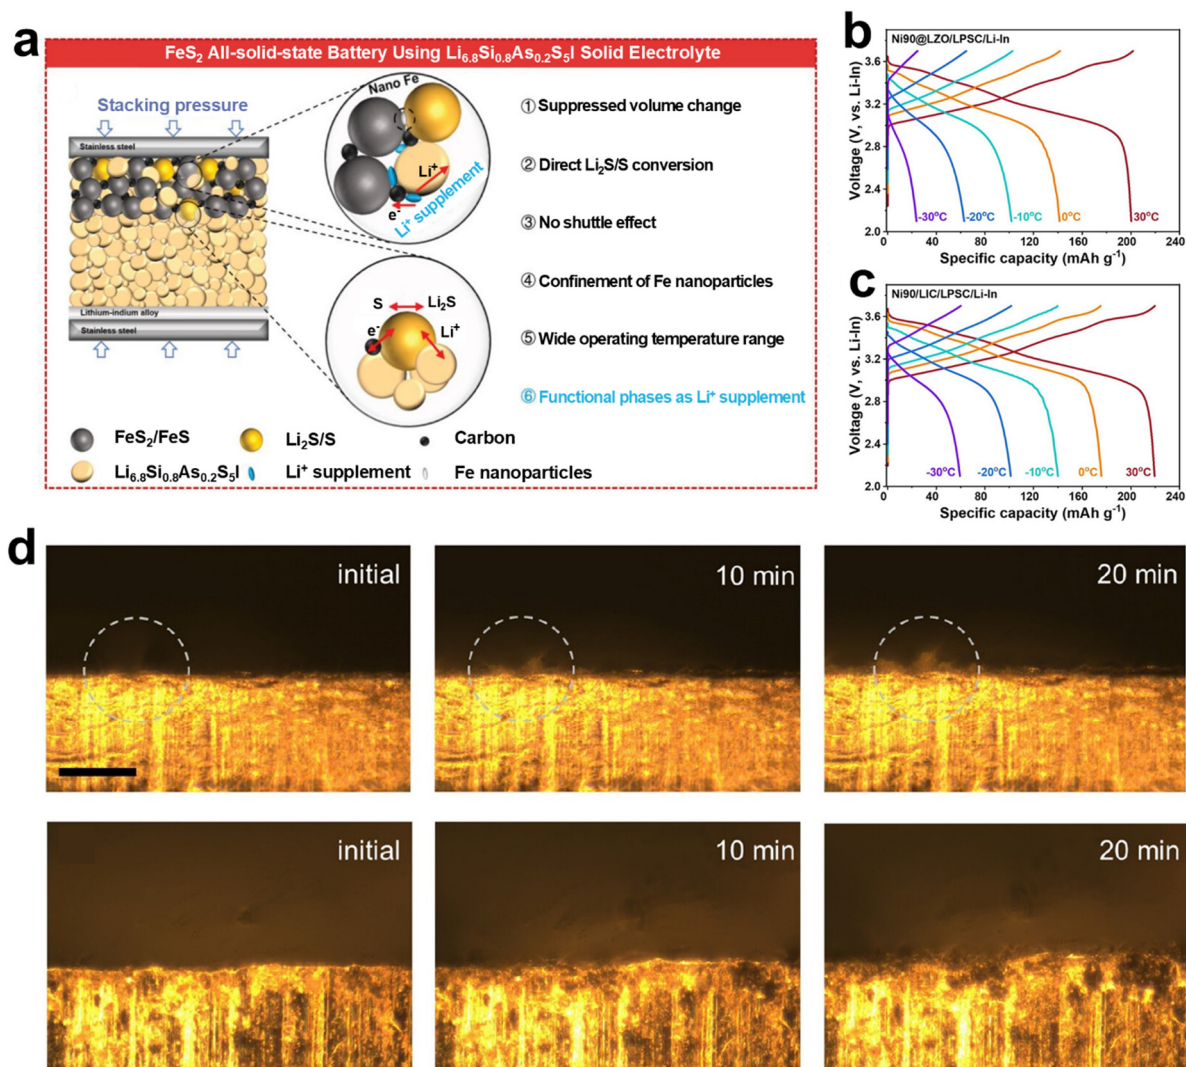 a
FeS₂ All-solid-state Battery Using Li₆.₈Si₀.₈As₀.₂S₅I Solid Electrolyte
Stacking pressure
Stainless steel
Lithium-indium alloy
Stainless steel
Nano Fe
Li⁺
e⁻
Li⁺ supplement
S
Li₂S
e⁻
Li⁺
① Suppressed volume change
② Direct Li₂S/S conversion
③ No shuttle effect
④ Confinement of Fe nanoparticles
⑤ Wide operating temperature range
⑥ Functional phases as Li⁺ supplement
FeS₂/FeS
Li₂S/S
Carbon
Li₆.₈Si₀.₈As₀.₂S₅I
Li⁺ supplement
Fe nanoparticles
b
Ni90@LZO/LPSC/Li-In
Voltage (V, vs. Li-In)
3.6
3.2
2.8
2.4
2.0
-30°C
-20°C
-10°C
0°C
30°C
0
40
80
120
160
200
240
Specific capacity (mAh g⁻¹)
c
Ni90/LIC/LPSC/Li-In
Voltage (V, vs. Li-In)
3.6
3.2
2.8
2.4
2.0
-30°C
-20°C
-10°C
0°C
30°C
0
40
80
120
160
200
240
Specific capacity (mAh g⁻¹)
d
initial
10 min
20 min
initial
10 min
20 min